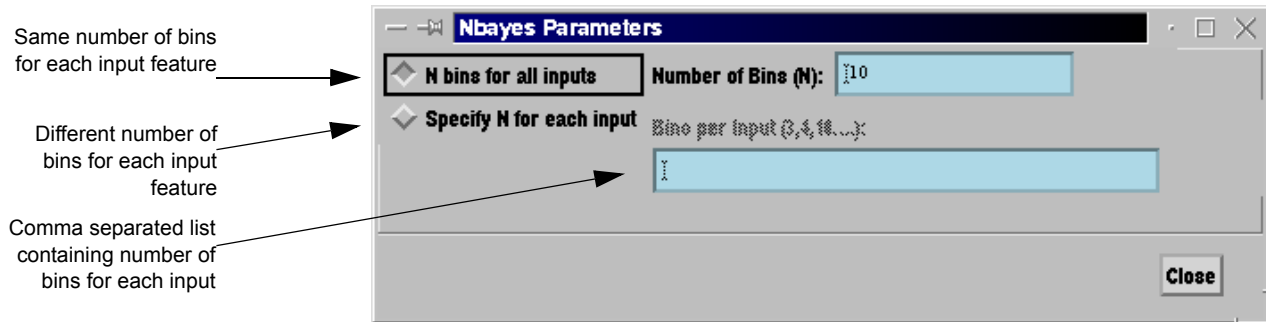 Same number of bins
for each input feature
Different number of
bins for each input
feature
Comma separated list
containing number of
bins for each input
Nbayes Parameters
N bins for all inputs
Number of Bins (N):
10
Specify N for each input
Bins per input (3,4,16....):
Close